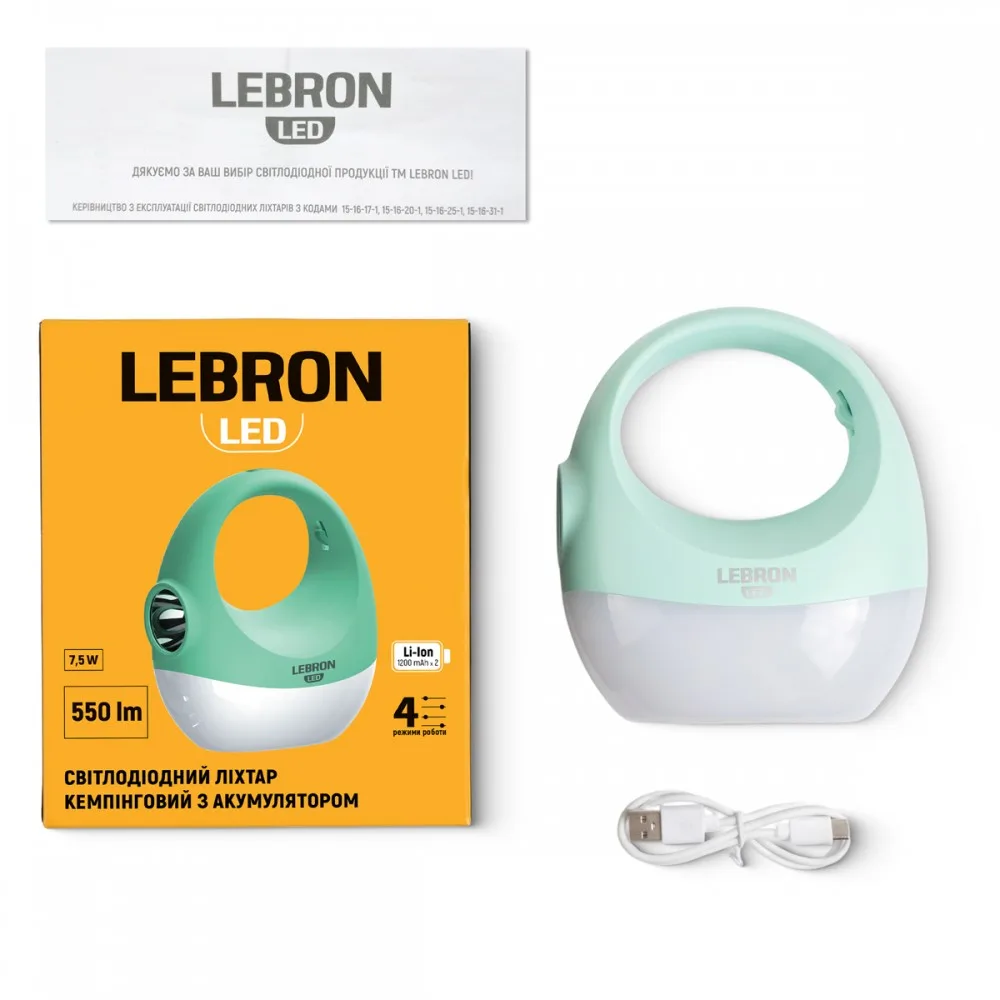 LEBRON
LED
ДЯКУЄМО ЗА ВАШ ВИБІР СВІТЛОДІОДНОЇ ПРОДУКЦІЇ ТМ LEBRON LED!
КЕРІВНИЦТВО З ЕКСПЛУАТАЦІЇ СВІТЛОДІОДНИХ ЛІХТАРІВ З КОДАМИ 15-16-17-1, 15-16-20-1, 15-16-25-1, 15-16-31-1
LEBRON
LED
LEBRON
LED
7,5 W
550 lm
Li-Ion
1200 mAh x 2
4
режими роботи
СВІТЛОДІОДНИЙ ЛІХТАР
КЕМПІНГОВИЙ З АКУМУЛЯТОРОМ
LEBRON
LED